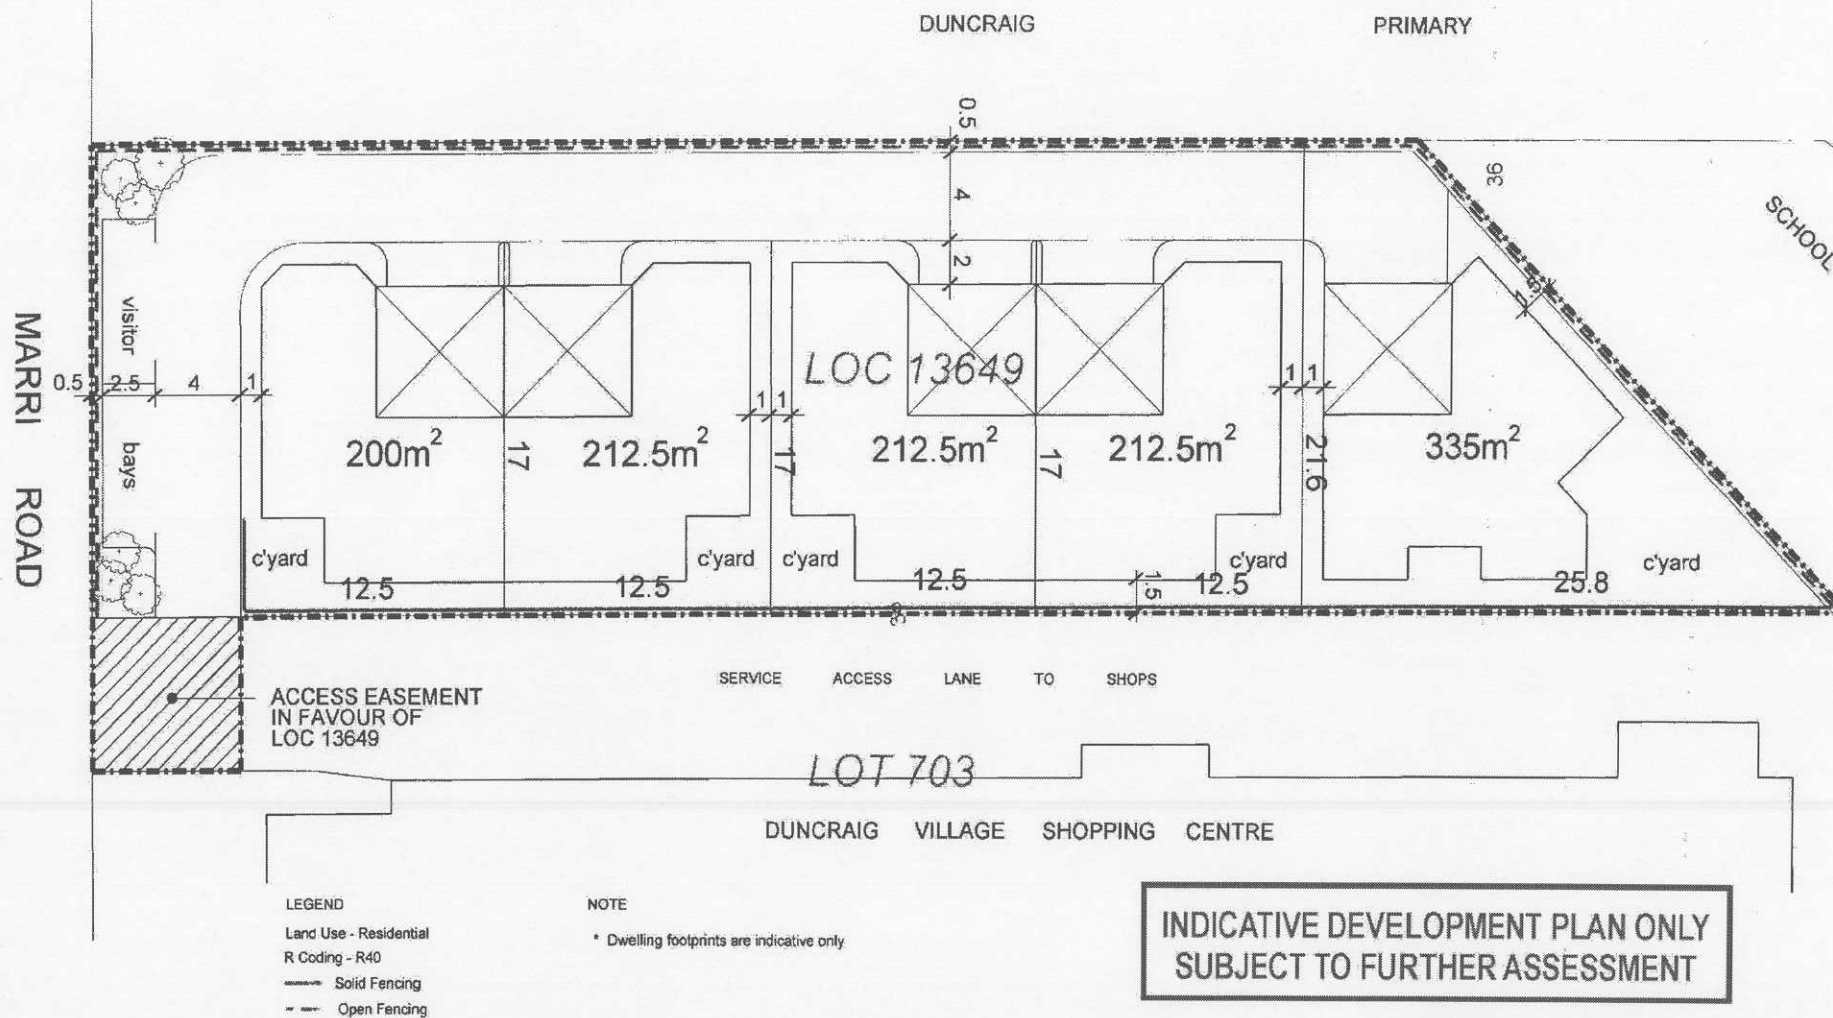 DUNCRAIG PRIMARY
SCHOOL
0.5
4
2
36
1.5
MARRI ROAD
visitor bays
0.5 2.5 4 1
LOC 13649
1 1
1 1
200m²
17
212.5m²
17
212.5m²
17
212.5m²
21.6
335m²
c'yard
c'yard
c'yard
c'yard
c'yard
12.5
12.5
12.5
1.5
12.5
25.8
SERVICE ACCESS LANE TO SHOPS
ACCESS EASEMENT
IN FAVOUR OF
LOC 13649
LOT 703
DUNCRAIG VILLAGE SHOPPING CENTRE
LEGEND
Land Use - Residential
R Coding - R40
Solid Fencing
Open Fencing
NOTE
* Dwelling footprints are indicative only
INDICATIVE DEVELOPMENT PLAN ONLY
SUBJECT TO FURTHER ASSESSMENT